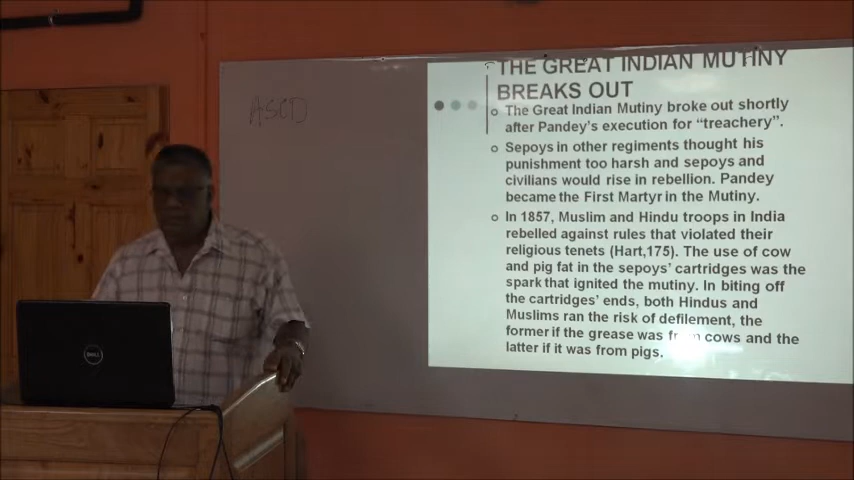 ASCD
THE GREAT INDIAN MUTINY
BREAKS OUT
The Great Indian Mutiny broke out shortly
after Pandey's execution for "treachery".
Sepoys in other regiments thought his
punishment too harsh and sepoys and
civilians would rise in rebellion. Pandey
became the First Martyr in the Mutiny.
In 1857, Muslim and Hindu troops in India
rebelled against rules that violated their
religious tenets (Hart,175). The use of cow
and pig fat in the sepoys' cartridges was the
spark that ignited the mutiny. In biting off
the cartridges' ends, both Hindus and
Muslims ran the risk of defilement, the
former if the grease was from cows and the
latter if it was from pigs.
DELL